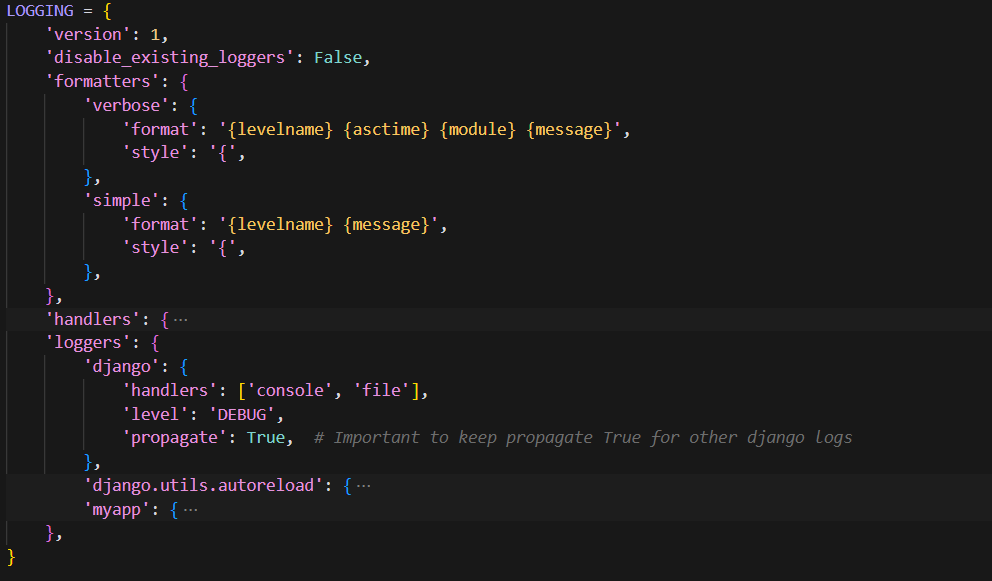 LOGGING = {
    'version': 1,
    'disable_existing_loggers': False,
    'formatters': {
        'verbose': {
            'format': '{levelname} {asctime} {module} {message}',
            'style': '{',
        },
        'simple': {
            'format': '{levelname} {message}',
            'style': '{',
        },
    },
    'handlers': {···
    'loggers': {
        'django': {
            'handlers': ['console', 'file'],
            'level': 'DEBUG',
            'propagate': True,  # Important to keep propagate True for other django logs
        },
        'django.utils.autoreload': {···
        'myapp': {···
    },
}